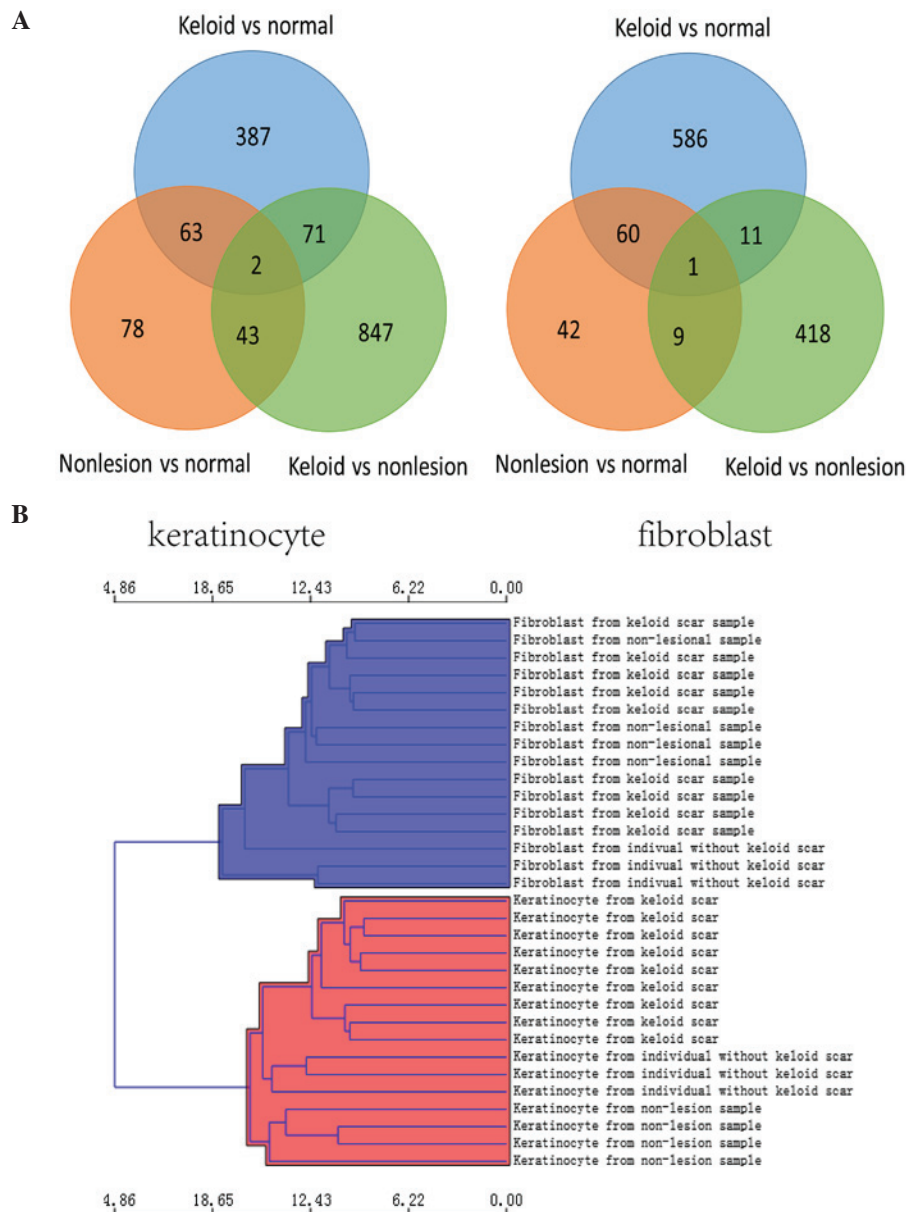 A
Keloid vs normal
Keloid vs normal
387
586
63
71
2
60
11
1
78
43
847
42
9
418
Nonlesion vs normal
Keloid vs nonlesion
Nonlesion vs normal
Keloid vs nonlesion
B
keratinocyte
fibroblast
4.86 18.65 12.43 6.22 0.00
Fibroblast from keloid scar sample
Fibroblast from non-lesional sample
Fibroblast from keloid scar sample
Fibroblast from keloid scar sample
Fibroblast from keloid scar sample
Fibroblast from keloid scar sample
Fibroblast from non-lesional sample
Fibroblast from non-lesional sample
Fibroblast from non-lesional sample
Fibroblast from keloid scar sample
Fibroblast from keloid scar sample
Fibroblast from keloid scar sample
Fibroblast from keloid scar sample
Fibroblast from indivual without keloid scar
Fibroblast from indivual without keloid scar
Fibroblast from indivual without keloid scar
Keratinocyte from keloid scar
Keratinocyte from keloid scar
Keratinocyte from keloid scar
Keratinocyte from keloid scar
Keratinocyte from keloid scar
Keratinocyte from keloid scar
Keratinocyte from keloid scar
Keratinocyte from keloid scar
Keratinocyte from keloid scar
Keratinocyte from individual without keloid scar
Keratinocyte from individual without keloid scar
Keratinocyte from individual without keloid scar
Keratinocyte from non-lesion sample
Keratinocyte from non-lesion sample
Keratinocyte from non-lesion sample
Keratinocyte from non-lesion sample
4.86 18.65 12.43 6.22 0.00